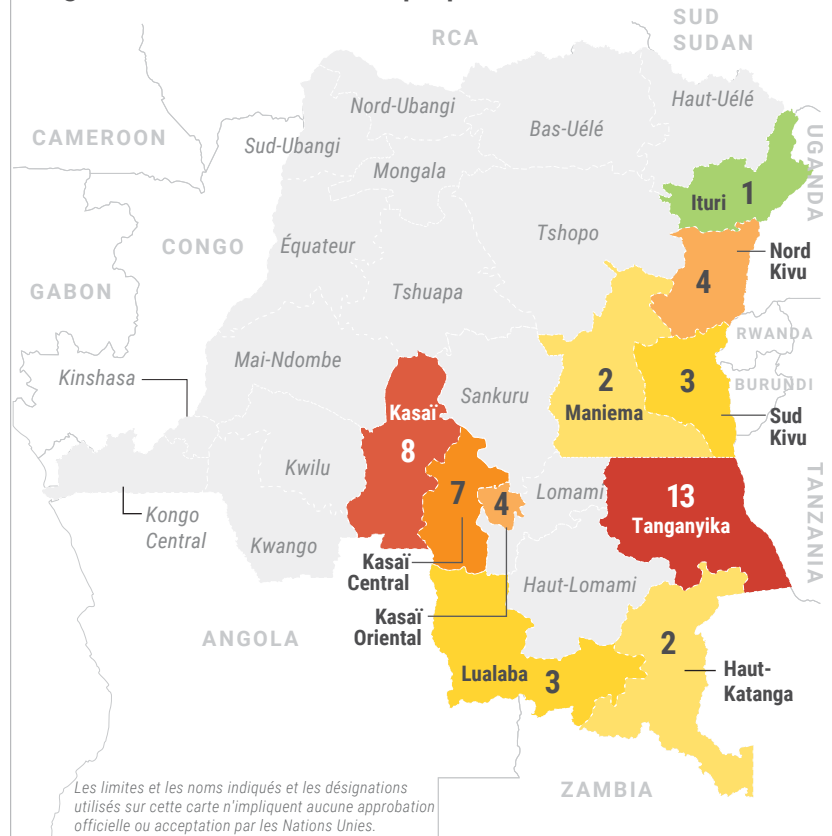 RCA
SUD
SUDAN
Nord-Ubangi
Haut-Uélé
Bas-Uélé
CAMEROON
Sud-Ubangi
UGANDA
Mongala
Ituri 1
CONGO
Équateur
Tshopo
Nord
Kivu
4
GABON
Tshuapa
RWANDA
Mai-Ndombe
Kinshasa
2
Maniema
3
BURUNDI
Sankuru
Kasaï
8
Sud
Kivu
Kwilu
7
4
Lomami
13
Tanganyika
TANZANIA
Kongo
Central
Kwango
Kasaï
Central
Haut-Lomami
Kasaï
Oriental
ANGOLA
2
Lualaba 3
Haut-
Katanga
ZAMBIA
Les limites et les noms indiqués et les désignations
utilisés sur cette carte n'impliquent aucune approbation
officielle ou acceptation par les Nations Unies.